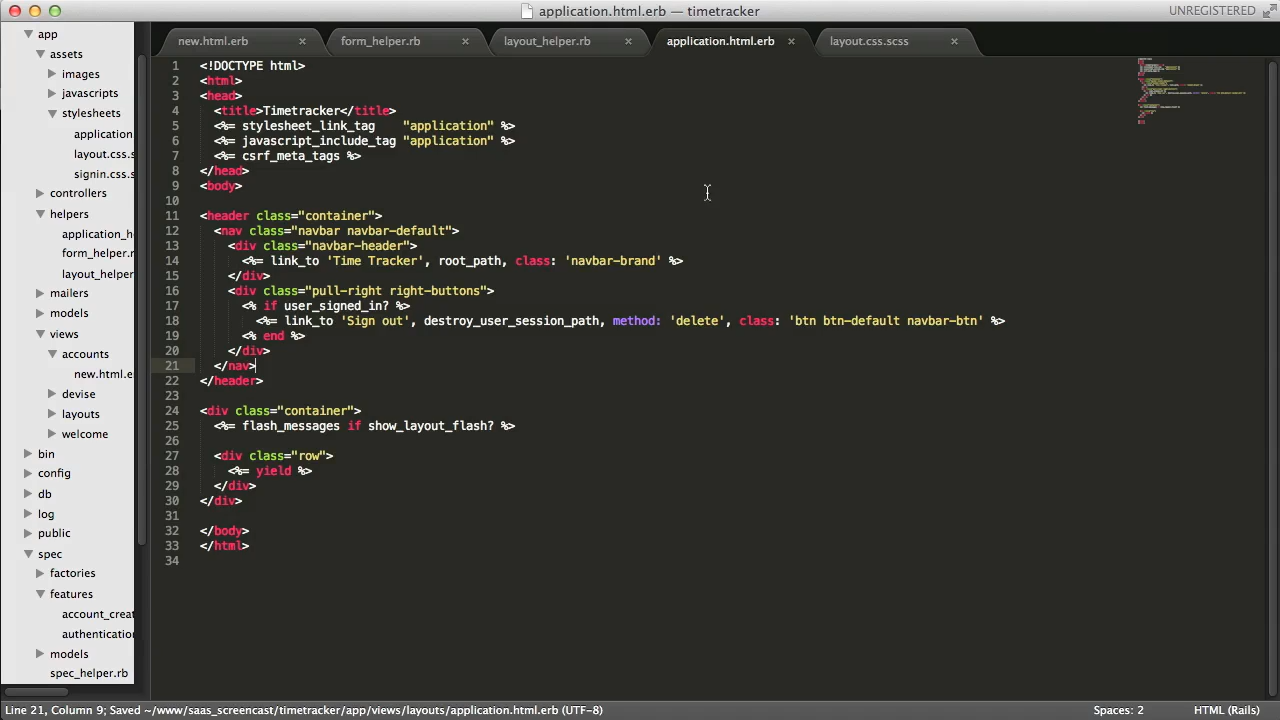 application.html.erb — timetracker
UNREGISTERED
new.html.erb
form_helper.rb
layout_helper.rb
application.html.erb
layout.css.scss
app
assets
images
javascripts
stylesheets
application.
layout.css.s
signin.css.s
controllers
helpers
application_h
form_helper.r
layout_helper
mailers
models
views
accounts
new.html.e
devise
layouts
welcome
bin
config
db
log
public
spec
factories
features
account_creat
authentication
models
spec_helper.rb
1 <!DOCTYPE html>
2 <html>
3 <head>
4   <title>Timetracker</title>
5   <%= stylesheet_link_tag    "application" %>
6   <%= javascript_include_tag "application" %>
7   <%= csrf_meta_tags %>
8 </head>
9 <body>
10
11 <header class="container">
12   <nav class="navbar navbar-default">
13     <div class="navbar-header">
14       <%= link_to 'Time Tracker', root_path, class: 'navbar-brand' %>
15     </div>
16     <div class="pull-right right-buttons">
17       <% if user_signed_in? %>
18         <%= link_to 'Sign out', destroy_user_session_path, method: 'delete', class: 'btn btn-default navbar-btn' %>
19       <% end %>
20     </div>
21   </nav>
22 </header>
23
24 <div class="container">
25   <%= flash_messages if show_layout_flash? %>
26
27   <div class="row">
28     <%= yield %>
29   </div>
30 </div>
31
32 </body>
33 </html>
34
Line 21, Column 9; Saved ~/www/saas_screencast/timetracker/app/views/layouts/application.html.erb (UTF-8)
Spaces: 2
HTML (Rails)